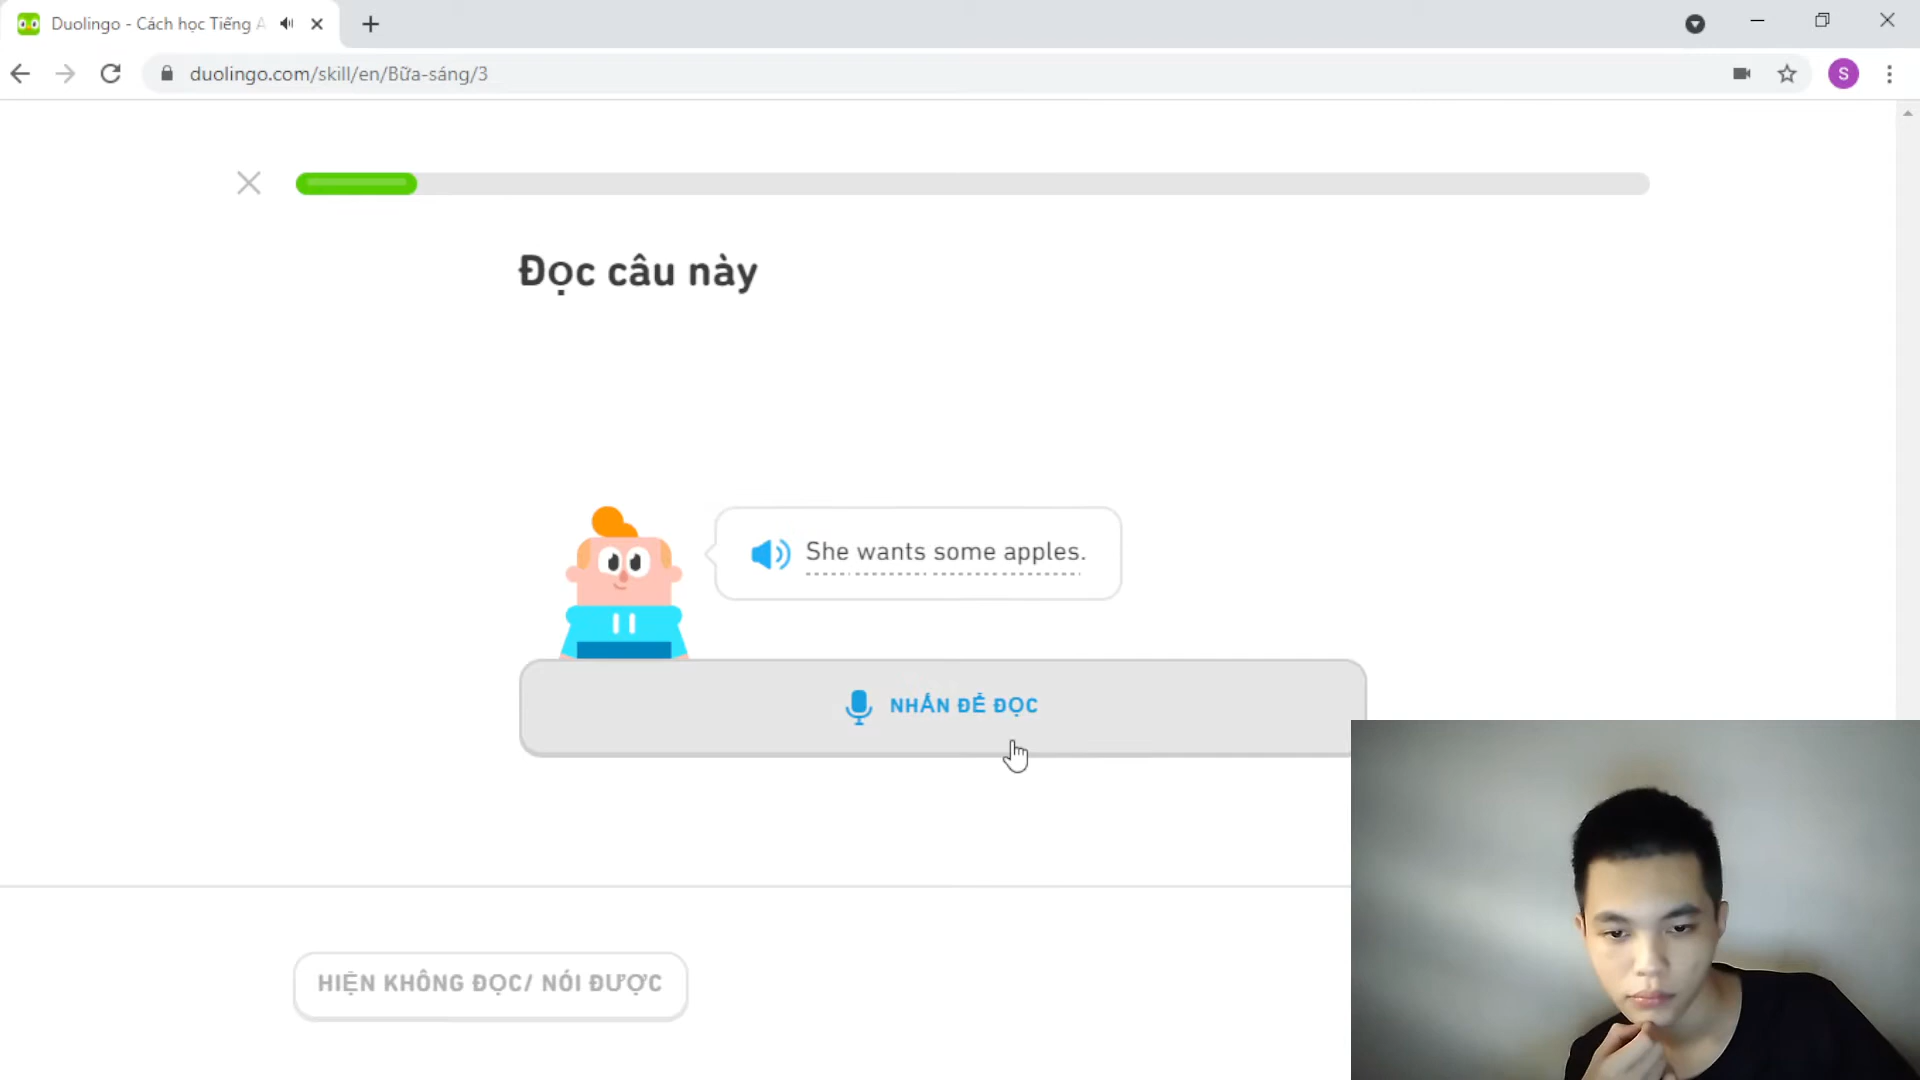 Duolingo - Cách học Tiếng A
duolingo.com/skill/en/Bữa-sáng/3
S
Đọc câu này
She wants some apples.
NHẤN ĐỂ ĐỌC
HIỆN KHÔNG ĐỌC/ NÓI ĐƯỢC